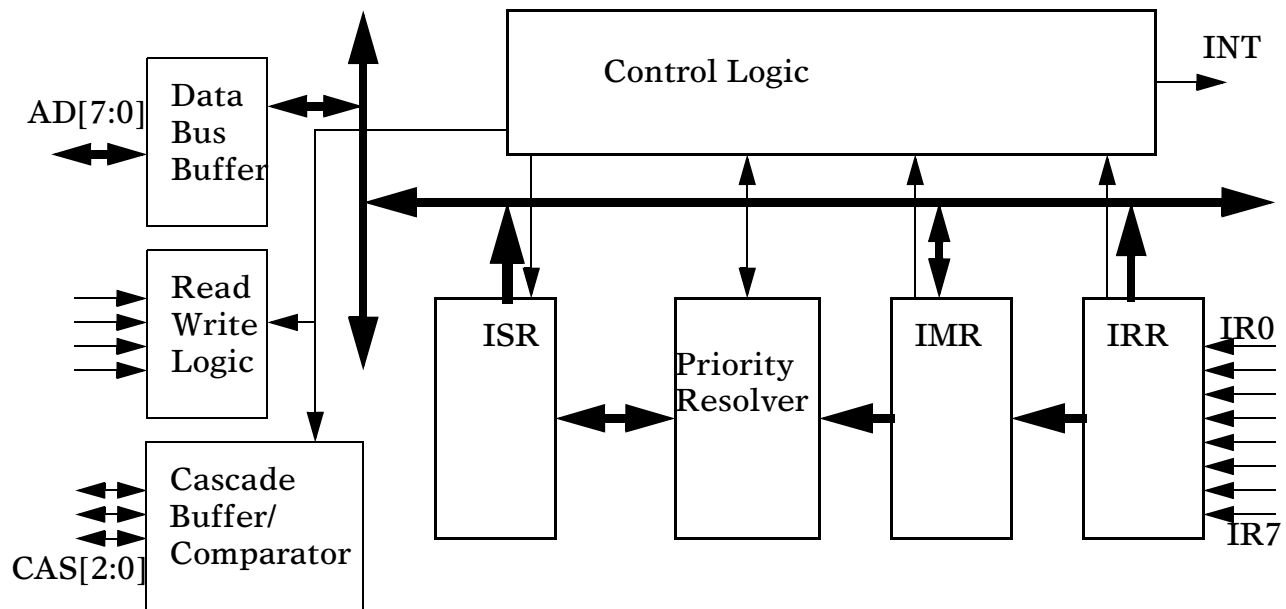 INT
Control Logic
Data
Bus
Buffer
AD[7:0]
Read
Write
Logic
ISR
IMR
IRR
IR0
Priority
Resolver
Cascade
Buffer/
Comparator
CAS[2:0]
IR7